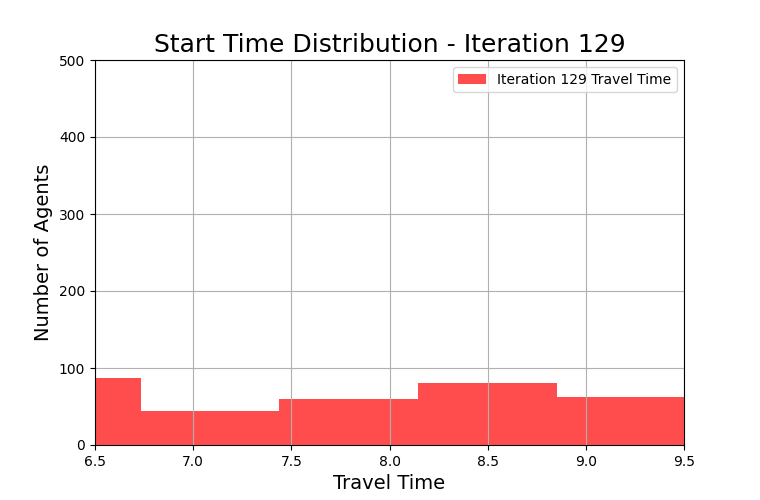 Start Time Distribution - Iteration 129
Iteration 129 Travel Time
Number of Agents
500
400
300
200
100
0
6.5 7.0 7.5 8.0 8.5 9.0 9.5
Travel Time